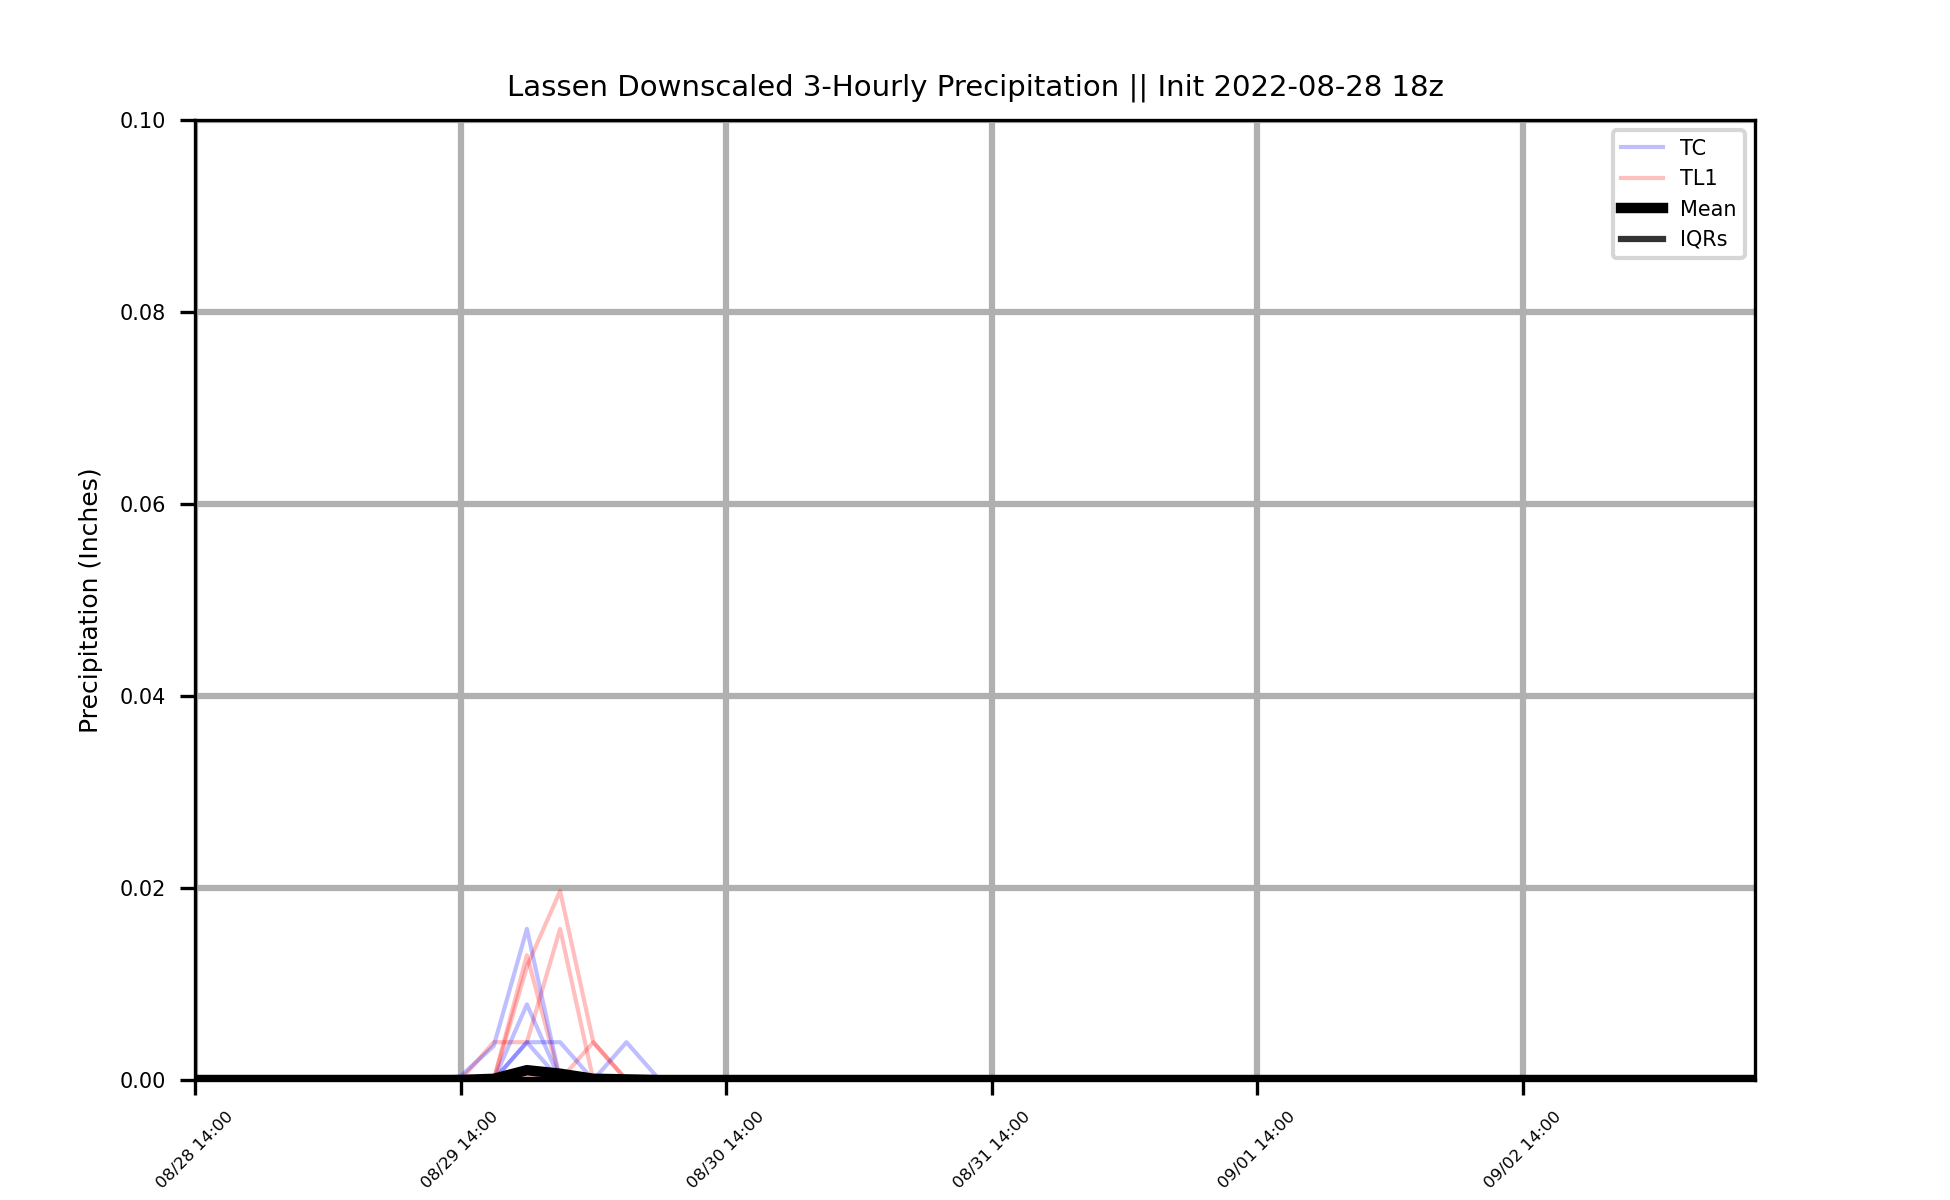 Lassen Downscaled 3-Hourly Precipitation || Init 2022-08-28 18z
TC
TL1
Mean
IQRs
Precipitation (Inches)
0.10
0.08
0.06
0.04
0.02
0.00
08/28 14:00
08/29 14:00
08/30 14:00
08/31 14:00
09/01 14:00
09/02 14:00